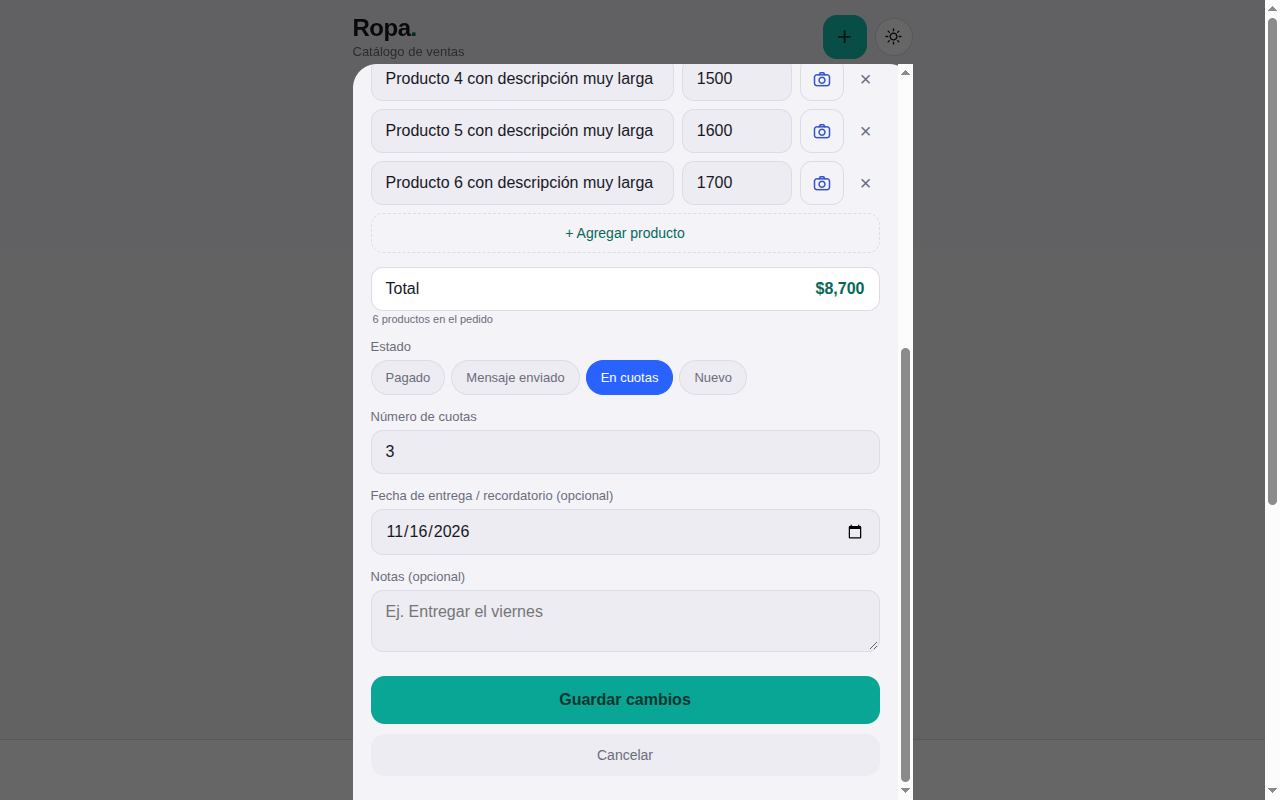 Ropa.
Catálogo de ventas
+
Producto 4 con descripción muy larga 1500 ×
Producto 5 con descripción muy larga 1600 ×
Producto 6 con descripción muy larga 1700 ×
+ Agregar producto
Total $8,700
6 productos en el pedido
Estado
Pagado Mensaje enviado En cuotas Nuevo
Número de cuotas
3
Fecha de entrega / recordatorio (opcional)
11/16/2026
Notas (opcional)
Ej. Entregar el viernes
Guardar cambios
Cancelar